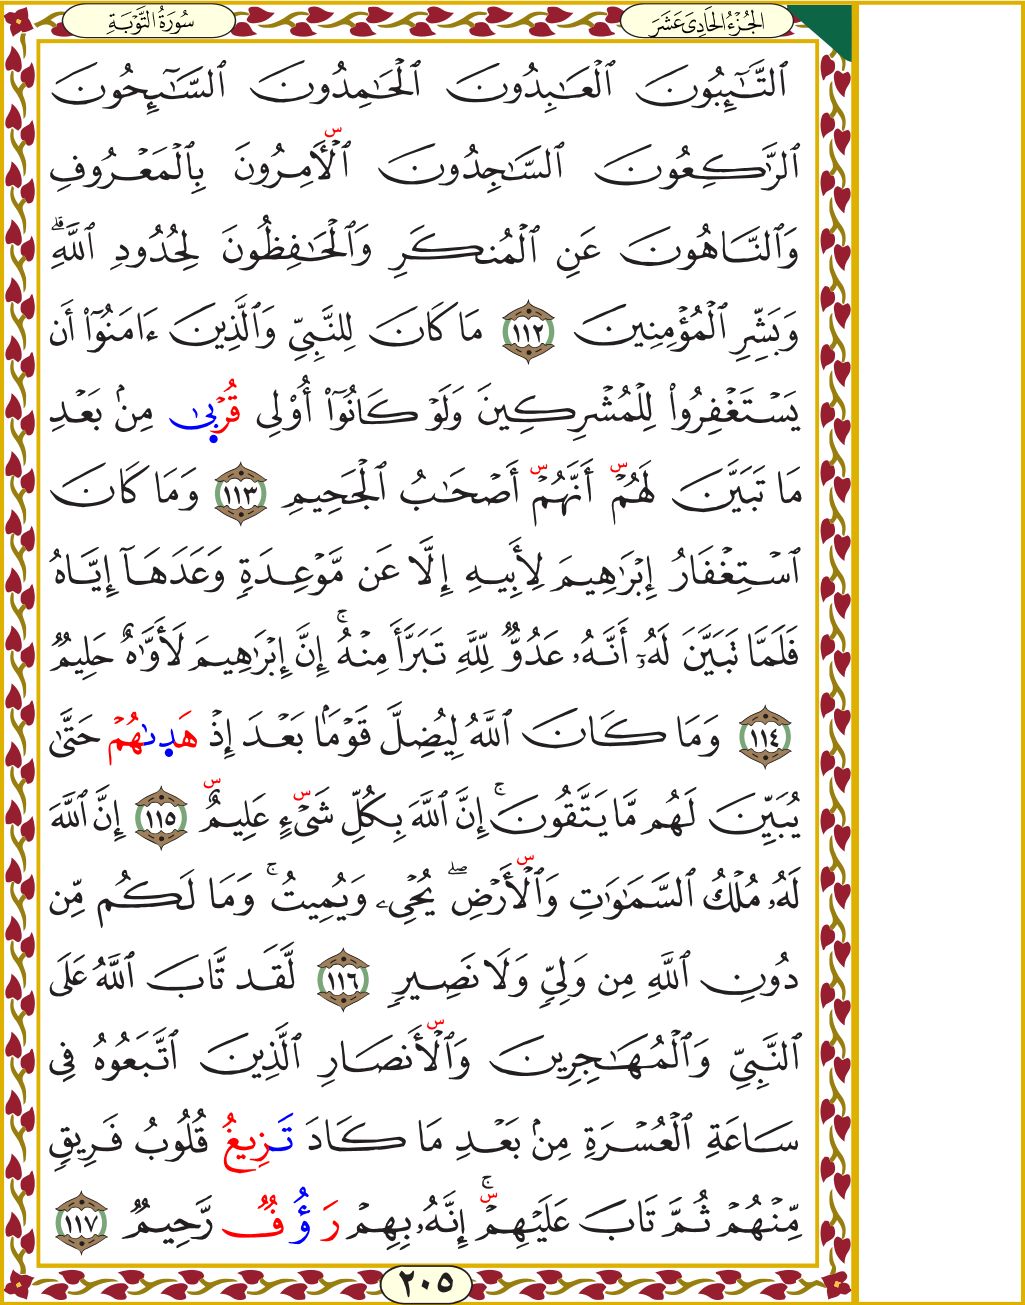 الجُزْءُ الحَادِىَ عَشَرَ
سُورَةُ التَّوْبَةِ
ٱلتَّٰٓئِبُونَ ٱلْعَٰبِدُونَ ٱلْحَٰمِدُونَ ٱلسَّٰٓئِحُونَ
ٱلرَّٰكِعُونَ ٱلسَّٰجِدُونَ ٱلْأٓمِرُونَ بِٱلْمَعْرُوفِ
وَٱلنَّاهُونَ عَنِ ٱلْمُنكَرِ وَٱلْحَٰفِظُونَ لِحُدُودِ ٱللَّهِۗ
وَبَشِّرِ ٱلْمُؤْمِنِينَ ١١٢ مَا كَانَ لِلنَّبِىِّ وَٱلَّذِينَ ءَامَنُوٓا۟ أَن
يَسْتَغْفِرُوا۟ لِلْمُشْرِكِينَ وَلَوْ كَانُوٓا۟ أُو۟لِى قُرْبٜىٰ مِنۢ بَعْدِ
مَا تَبَيَّنَ لَهُمْۜ أَنَّهُمْۜ أَصْحَٰبُ ٱلْجَحِيمِ ١١٣ وَمَا كَانَ
ٱسْتِغْفَارُ إِبْرَٰهِيمَ لِأَبِيهِ إِلَّا عَن مَّوْعِدَةٍ وَعَدَهَآ إِيَّاهُ
فَلَمَّا تَبَيَّنَ لَهُۥٓ أَنَّهُۥ عَدُوٌّ لِّلَّهِ تَبَرَّأَ مِنْهُۚ إِنَّ إِبْرَٰهِيمَ لَأَوَّٰهٌ حَلِيمٌ
١١٤ وَمَا كَانَ ٱللَّهُ لِيُضِلَّ قَوْمًۢا بَعْدَ إِذْ هَدٜىٰهُمْ حَتَّىٰ
يُبَيِّنَ لَهُم مَّا يَتَّقُونَۚ إِنَّ ٱللَّهَ بِكُلِّ شَىْۜءٍ عَلِيمٌۜ ١١٥ إِنَّ ٱللَّهَ
لَهُۥ مُلْكُ ٱلسَّمَٰوَٰتِ وَٱلْۜأَرْضِۖ يُحْىِۦ وَيُمِيتُۚ وَمَا لَكُم مِّن
دُونِ ٱللَّهِ مِن وَلِىٍّ وَلَا نَصِيرٍ ١١٦ لَّقَد تَّابَ ٱللَّهُ عَلَى
ٱلنَّبِىِّ وَٱلْمُهَٰجِرِينَ وَٱلْۜأَنصَارِ ٱلَّذِينَ ٱتَّبَعُوهُ فِى
سَاعَةِ ٱلْعُسْرَةِ مِنۢ بَعْدِ مَا كَادَ تَزِيغُ قُلُوبُ فَرِيقٍ
مِّنْهُمْ ثُمَّ تَابَ عَلَيْهِمْۜۚ إِنَّهُۥ بِهِمْ رَؤُفٌ رَّحِيمٌ ١١٧
٢٠٥